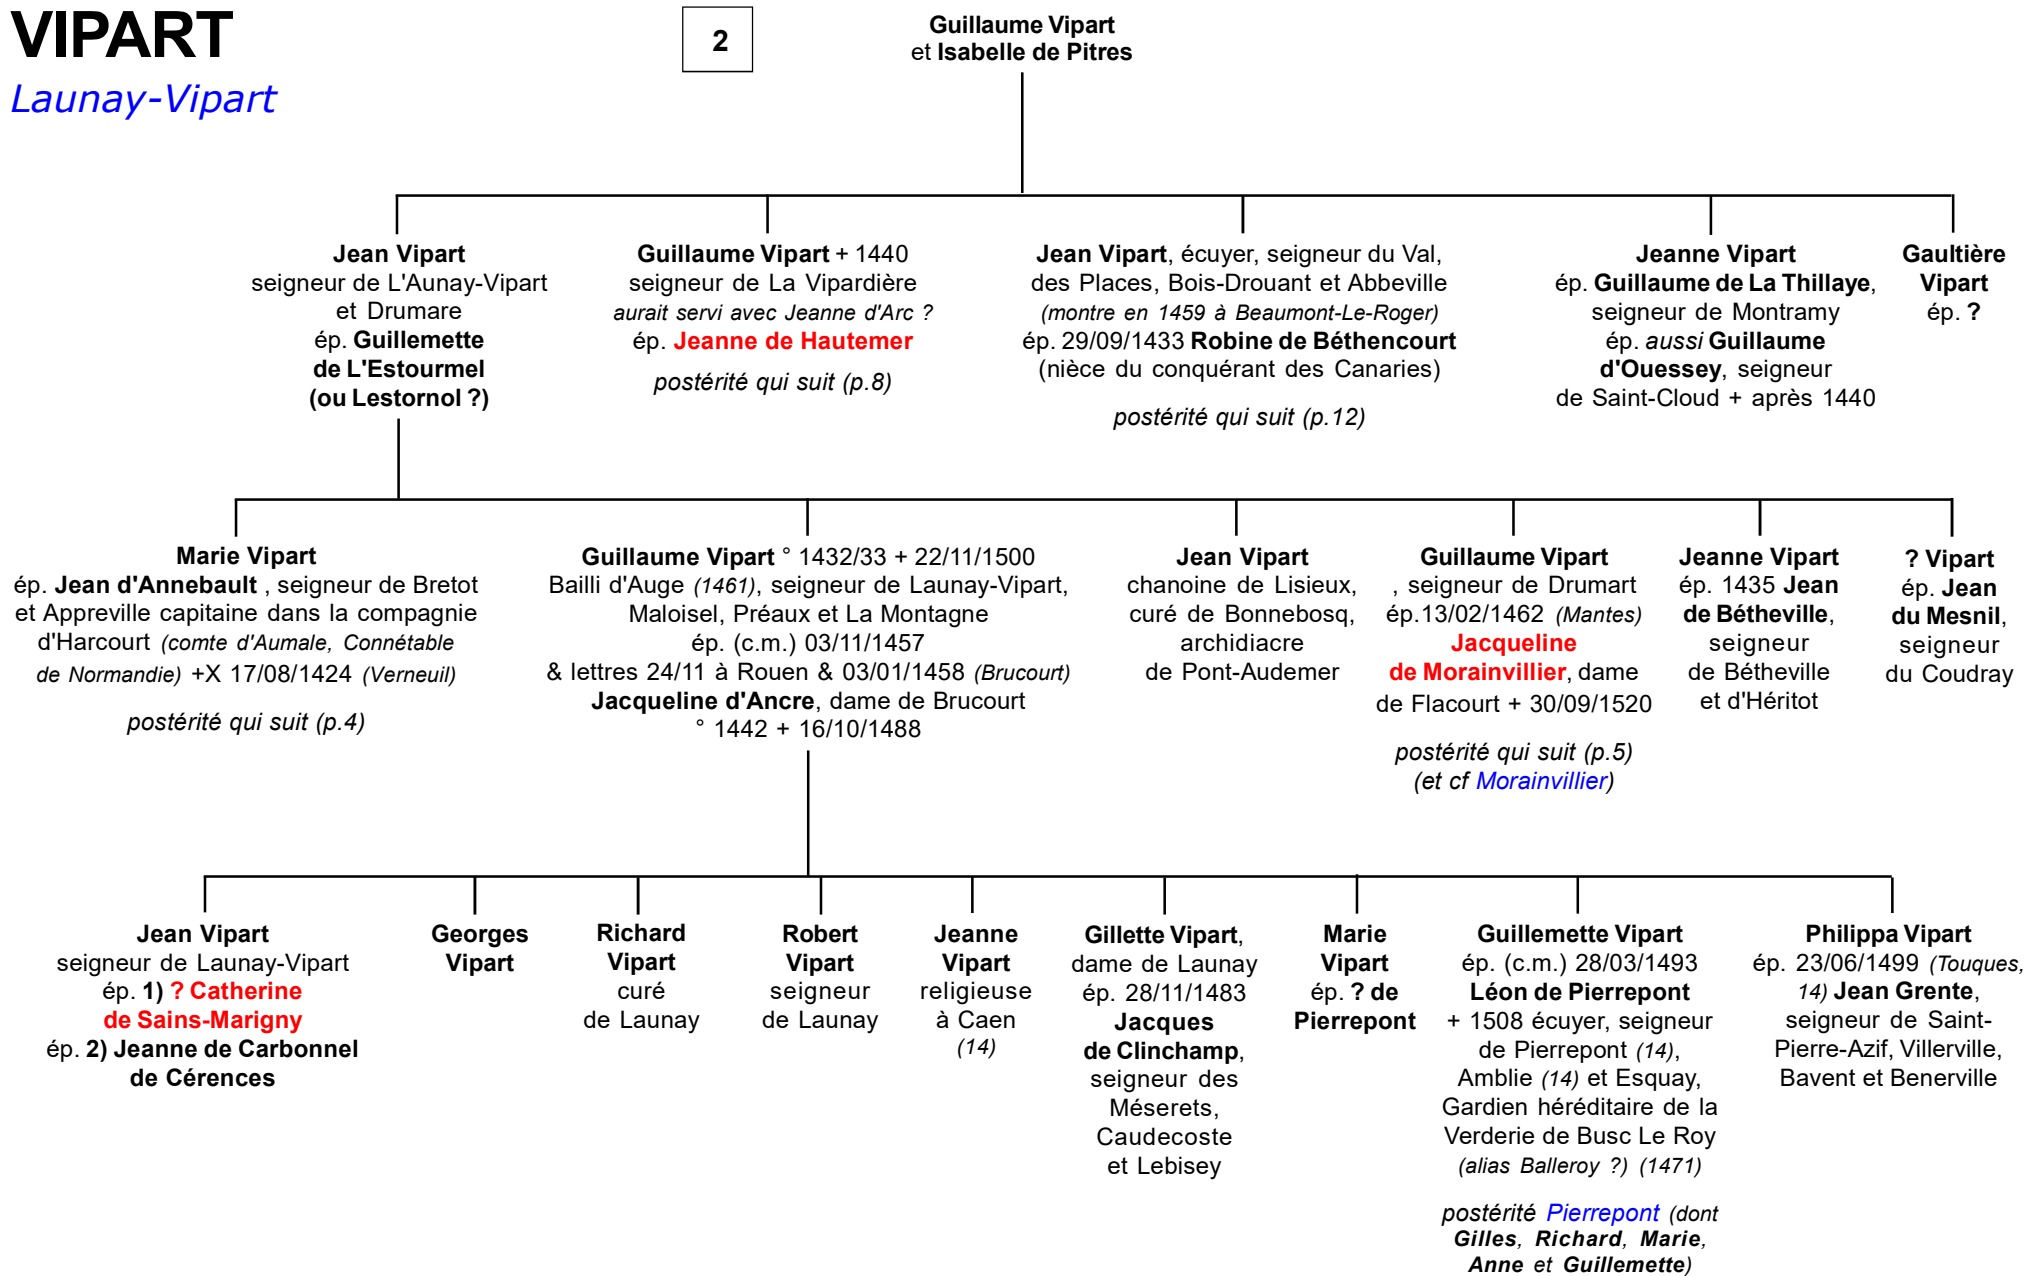 VIPART
Launay-Vipart
2
Guillaume Vipart
et Isabelle de Pitres
Jean Vipart
seigneur de L'Aunay-Vipart
et Drumare
ép. Guillemette
de L'Estourmel
(ou Lestornol ?)
Guillaume Vipart + 1440
seigneur de La Vipardière
aurait servi avec Jeanne d'Arc ?
ép. Jeanne de Hautemer
postérité qui suit (p.8)
Jean Vipart, écuyer, seigneur du Val,
des Places, Bois-Drouant et Abbeville
(montre en 1459 à Beaumont-Le-Roger)
ép. 29/09/1433 Robine de Béthencourt
(nièce du conquérant des Canaries)
postérité qui suit (p.12)
Jeanne Vipart
ép. Guillaume de La Thillaye,
seigneur de Montramy
ép. aussi Guillaume
d'Ouessey, seigneur
de Saint-Cloud + après 1440
Gaultière
Vipart
ép. ?
Marie Vipart
ép. Jean d'Annebault , seigneur de Bretot
et Appreville capitaine dans la compagnie
d'Harcourt (comte d'Aumale, Connétable
de Normandie) +X 17/08/1424 (Verneuil)
postérité qui suit (p.4)
Guillaume Vipart ° 1432/33 + 22/11/1500
Bailli d'Auge (1461), seigneur de Launay-Vipart,
Maloisel, Préaux et La Montagne
ép. (c.m.) 03/11/1457
& lettres 24/11 à Rouen & 03/01/1458 (Brucourt)
Jacqueline d'Ancre, dame de Brucourt
° 1442 + 16/10/1488
Jean Vipart
chanoine de Lisieux,
curé de Bonnebosq,
archidiacre
de Pont-Audemer
Guillaume Vipart
, seigneur de Drumart
ép.13/02/1462 (Mantes)
Jacqueline
de Morainvillier, dame
de Flacourt + 30/09/1520
postérité qui suit (p.5)
(et cf Morainvillier)
Jeanne Vipart
ép. 1435 Jean
de Bétheville,
seigneur
de Bétheville
et d'Héritot
? Vipart
ép. Jean
du Mesnil,
seigneur
du Coudray
Jean Vipart
seigneur de Launay-Vipart
ép. 1) ? Catherine
de Sains-Marigny
ép. 2) Jeanne de Carbonnel
de Cérences
Georges
Vipart
Richard
Vipart
curé
de Launay
Robert
Vipart
seigneur
de Launay
Jeanne
Vipart
religieuse
à Caen
(14)
Gillette Vipart,
dame de Launay
ép. 28/11/1483
Jacques
de Clinchamp,
seigneur des
Méserets,
Caudecoste
et Lebisey
Marie
Vipart
ép. ? de
Pierrepont
Guillemette Vipart
ép. (c.m.) 28/03/1493
Léon de Pierrepont
+ 1508 écuyer, seigneur
de Pierrepont (14),
Amblie (14) et Esquay,
Gardien héréditaire de la
Verderie de Busc Le Roy
(alias Balleroy ?) (1471)
postérité Pierrepont (dont
Gilles, Richard, Marie,
Anne et Guillemette)
Philippa Vipart
ép. 23/06/1499 (Touques,
14) Jean Grente,
seigneur de Saint-
Pierre-Azif, Villerville,
Bavent et Benerville